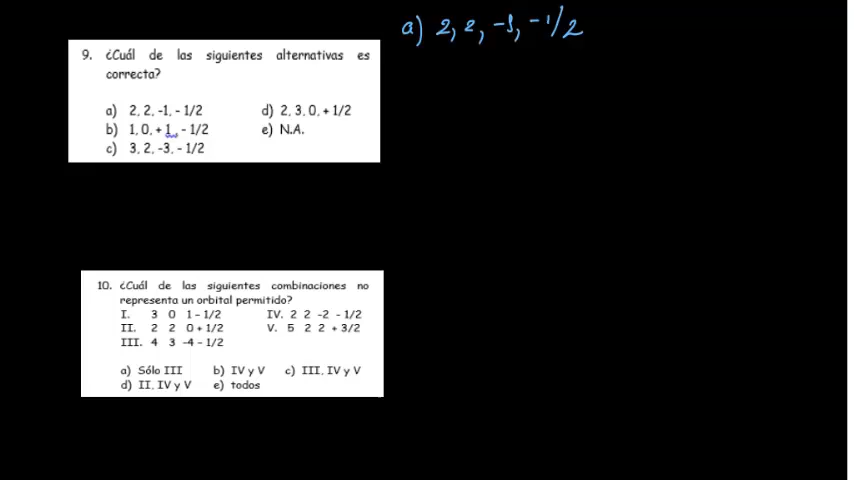 a) 2, 2, -1, -1/2
9. ¿Cuál de las siguientes alternativas es
correcta?
a) 2, 2, -1, - 1/2 d) 2, 3, 0, + 1/2
b) 1, 0, + 1, - 1/2 e) N.A.
c) 3, 2, -3, - 1/2
10. ¿Cuál de las siguientes combinaciones no
representa un orbital permitido?
I. 3 0 1 - 1/2 IV. 2 2 -2 - 1/2
II. 2 2 0 + 1/2 V. 5 2 2 + 3/2
III. 4 3 -4 - 1/2
a) Sólo III b) IV y V c) III, IV y V
d) II, IV y V e) todos